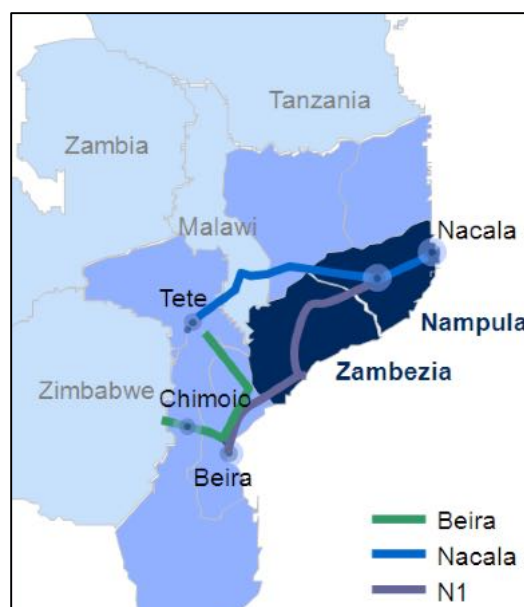 Tanzania
Zambia
Malawi
Nacala
Tete
Nampula
Zambezia
Zimbabwe
Chimoio
Beira
Beira
Nacala
N1